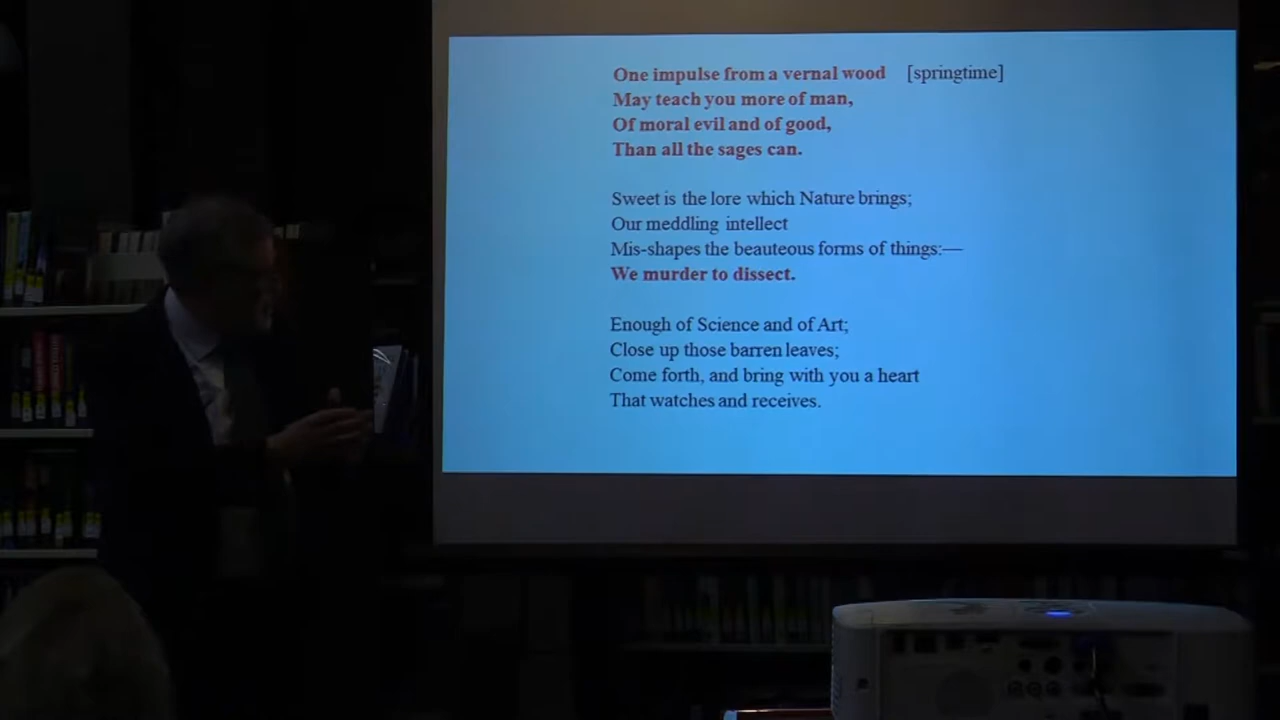 One impulse from a vernal wood [springtime]
May teach you more of man,
Of moral evil and of good,
Than all the sages can.
Sweet is the lore which Nature brings;
Our meddling intellect
Mis-shapes the beauteous forms of things:—
We murder to dissect.
Enough of Science and of Art;
Close up those barren leaves;
Come forth, and bring with you a heart
That watches and receives.